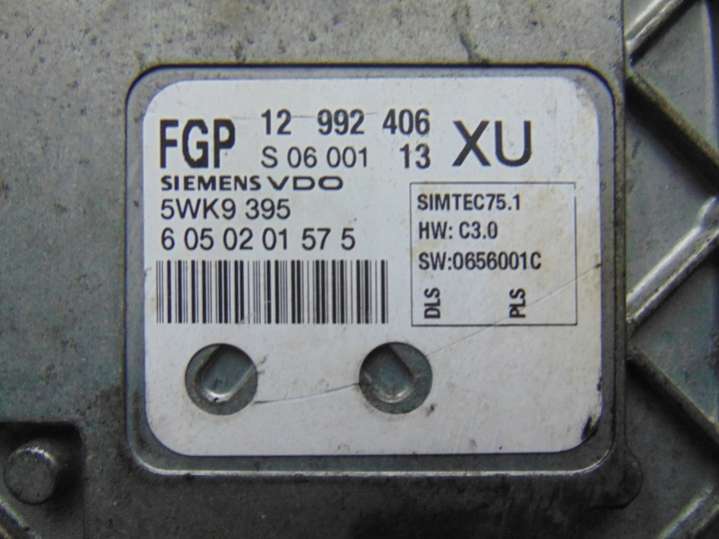 FGP 12 992 406 XU
S 06 001 13
SIEMENS VDO
5WK9 395
6 05 02 01 57 5
SIMTEC75.1
HW: C3.0
SW:0656001C
DLS PLS